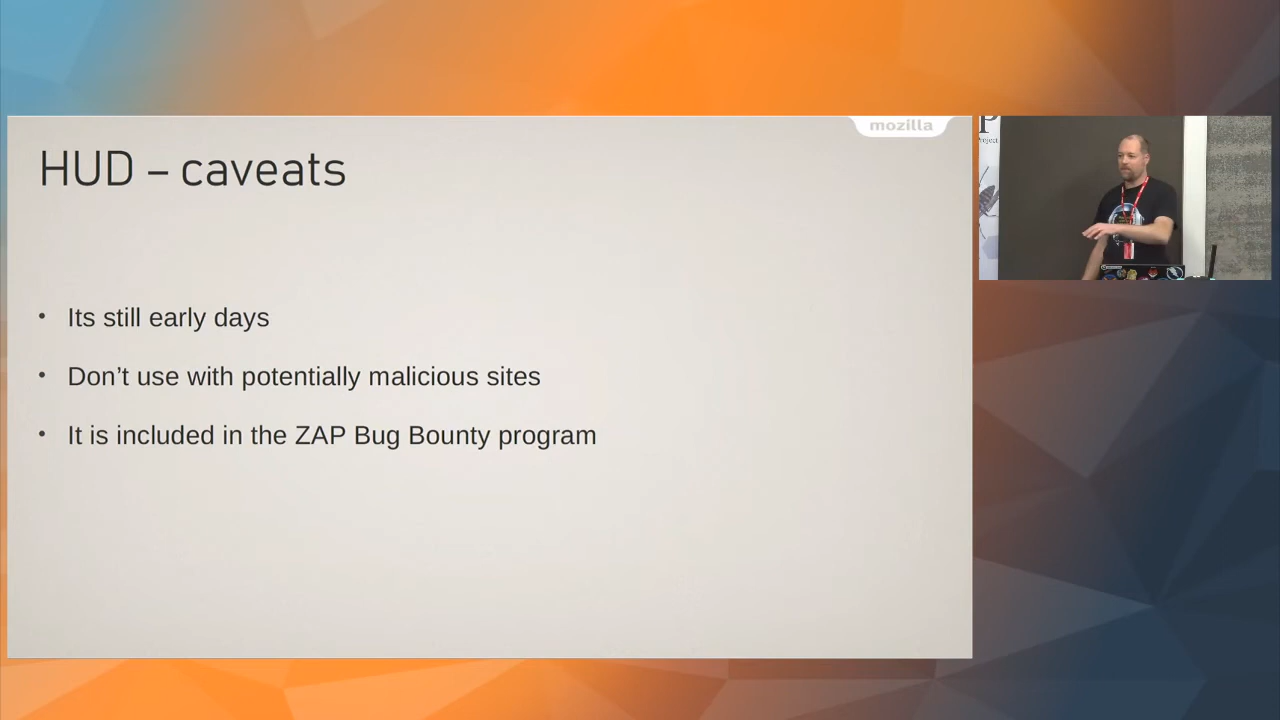 mozilla
HUD – caveats
• Its still early days
• Don’t use with potentially malicious sites
• It is included in the ZAP Bug Bounty program
P
Project